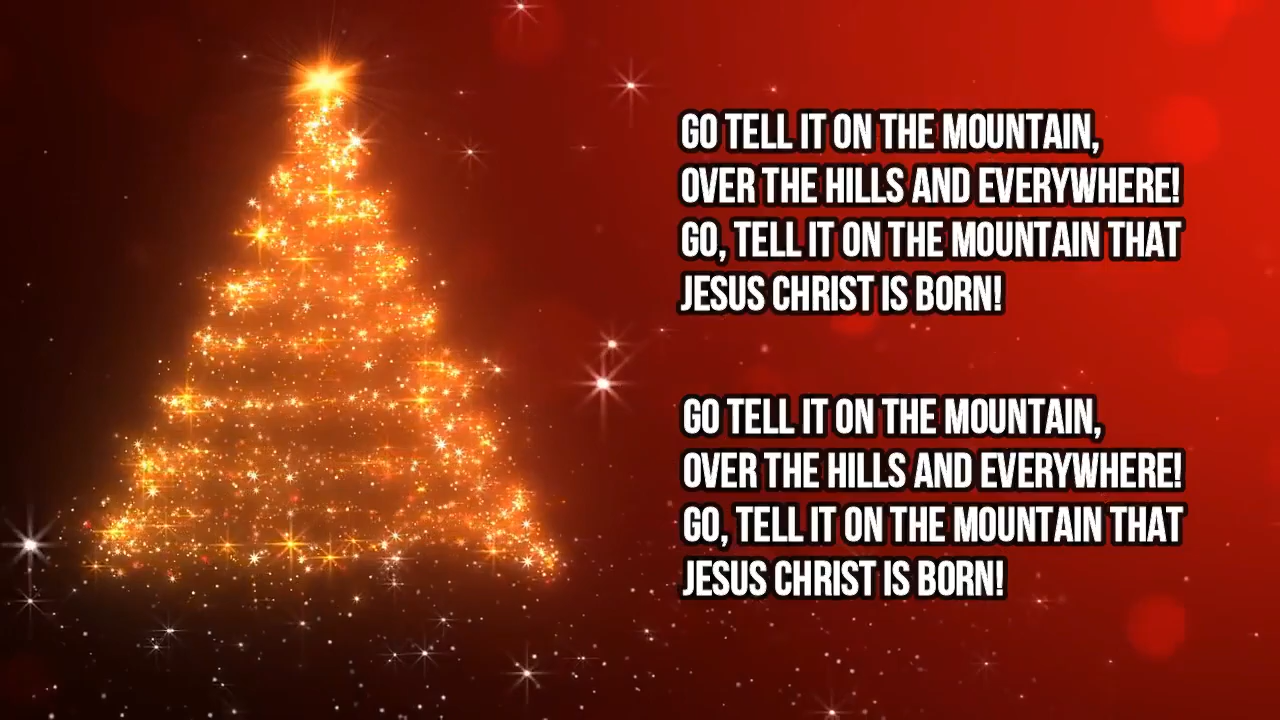 GO TELL IT ON THE MOUNTAIN,
OVER THE HILLS AND EVERYWHERE!
GO, TELL IT ON THE MOUNTAIN THAT
JESUS CHRIST IS BORN!
GO TELL IT ON THE MOUNTAIN,
OVER THE HILLS AND EVERYWHERE!
GO, TELL IT ON THE MOUNTAIN THAT
JESUS CHRIST IS BORN!